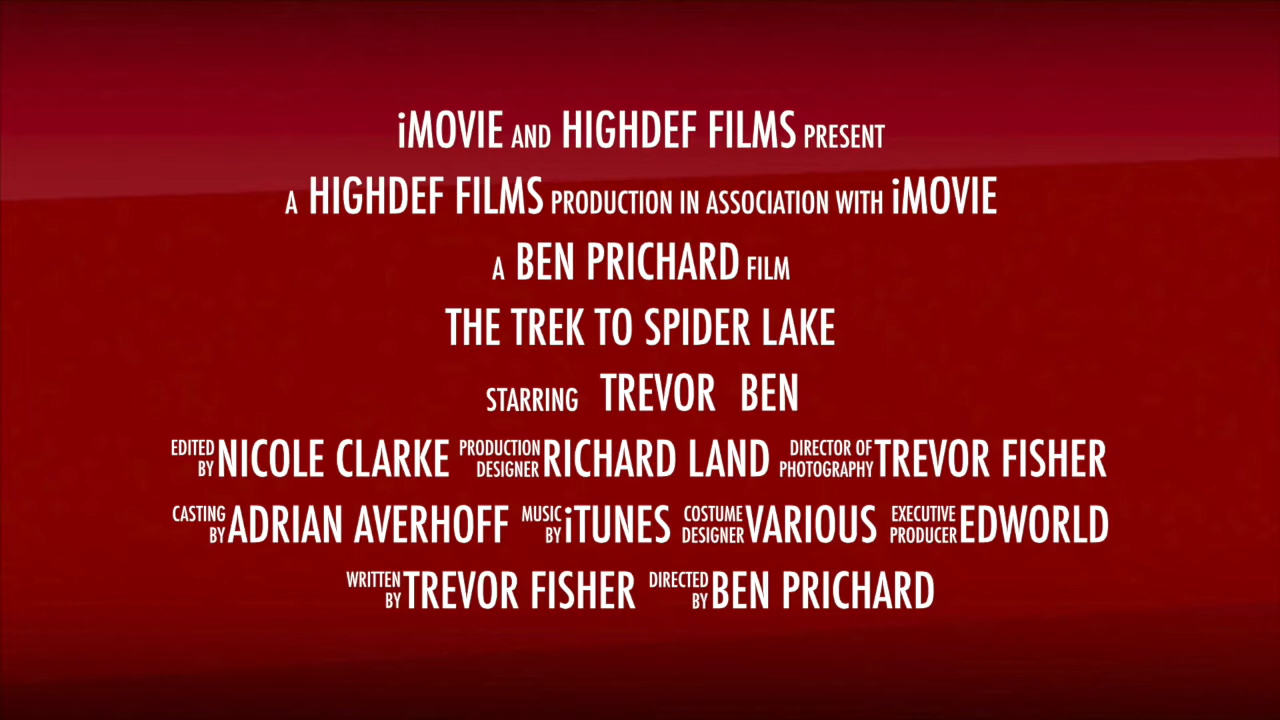 iMOVIE AND HIGHDEF FILMS PRESENT
A HIGHDEF FILMS PRODUCTION IN ASSOCIATION WITH iMOVIE
A BEN PRICHARD FILM
THE TREK TO SPIDER LAKE
STARRING TREVOR BEN
EDITED BY NICOLE CLARKE PRODUCTION DESIGNER RICHARD LAND DIRECTOR OF PHOTOGRAPHY TREVOR FISHER
CASTING BY ADRIAN AVERHOFF MUSIC BY iTUNES COSTUME DESIGNER VARIOUS EXECUTIVE PRODUCER EDWORLD
WRITTEN BY TREVOR FISHER DIRECTED BY BEN PRICHARD